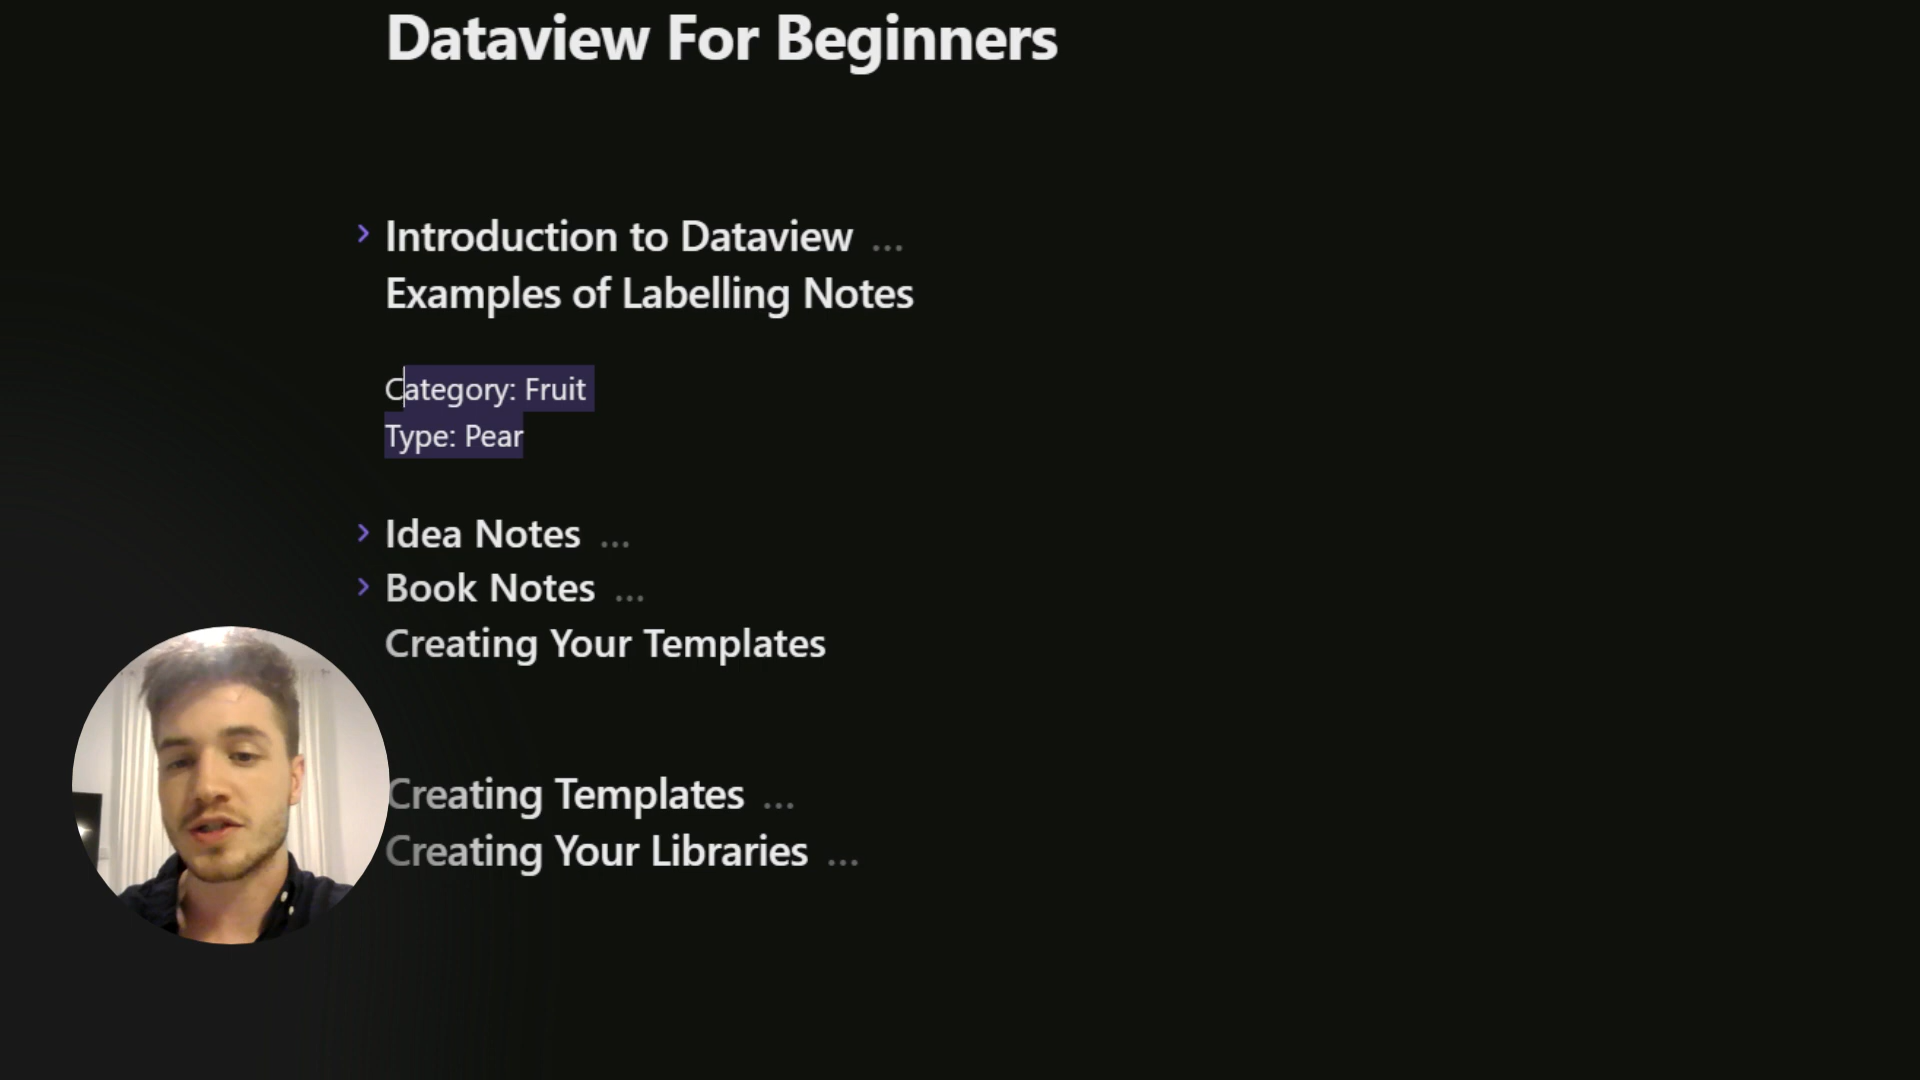 Dataview For Beginners
Introduction to Dataview ...
Examples of Labelling Notes
Category: Fruit
Type: Pear
Idea Notes ...
Book Notes ...
Creating Your Templates
Creating Templates ...
Creating Your Libraries ...